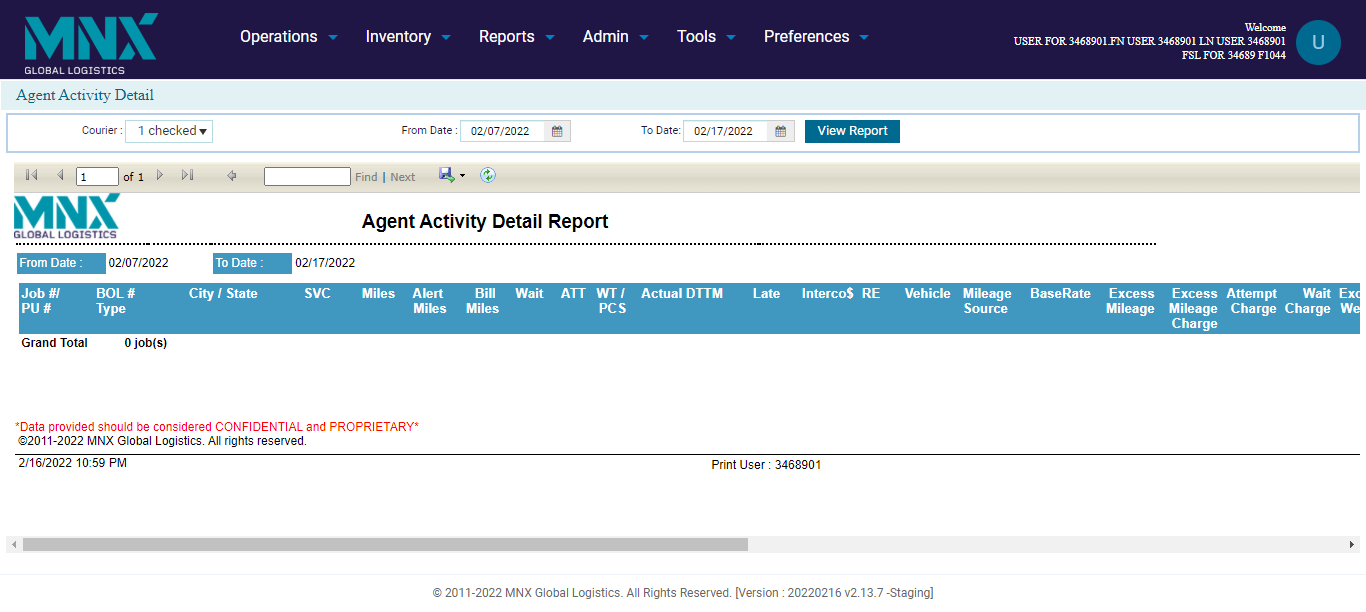 MNX
GLOBAL LOGISTICS
Operations Inventory Reports Admin Tools Preferences
Welcome
USER FOR 3468901.FN USER 3468901 LN USER 3468901
FSL FOR 34689 F1044
U
Agent Activity Detail
Courier : 1 checked From Date : 02/07/2022 To Date: 02/17/2022 View Report
1 of 1 Find | Next
MNX
GLOBAL LOGISTICS
Agent Activity Detail Report
From Date : 02/07/2022 To Date : 02/17/2022
Job #/ BOL # City / State SVC Miles Alert Bill Wait ATT WT / Actual DTTM Late Interco$ RE Vehicle Mileage BaseRate Excess Excess Attempt Wait Exc
PU # Type Miles Miles PCS Source Mileage Mileage Charge Charge We
Charge
Grand Total 0 job(s)
*Data provided should be considered CONFIDENTIAL and PROPRIETARY*
©2011-2022 MNX Global Logistics. All rights reserved.
2/16/2022 10:59 PM Print User : 3468901
© 2011-2022 MNX Global Logistics. All Rights Reserved. [Version : 20220216 v2.13.7 -Staging]